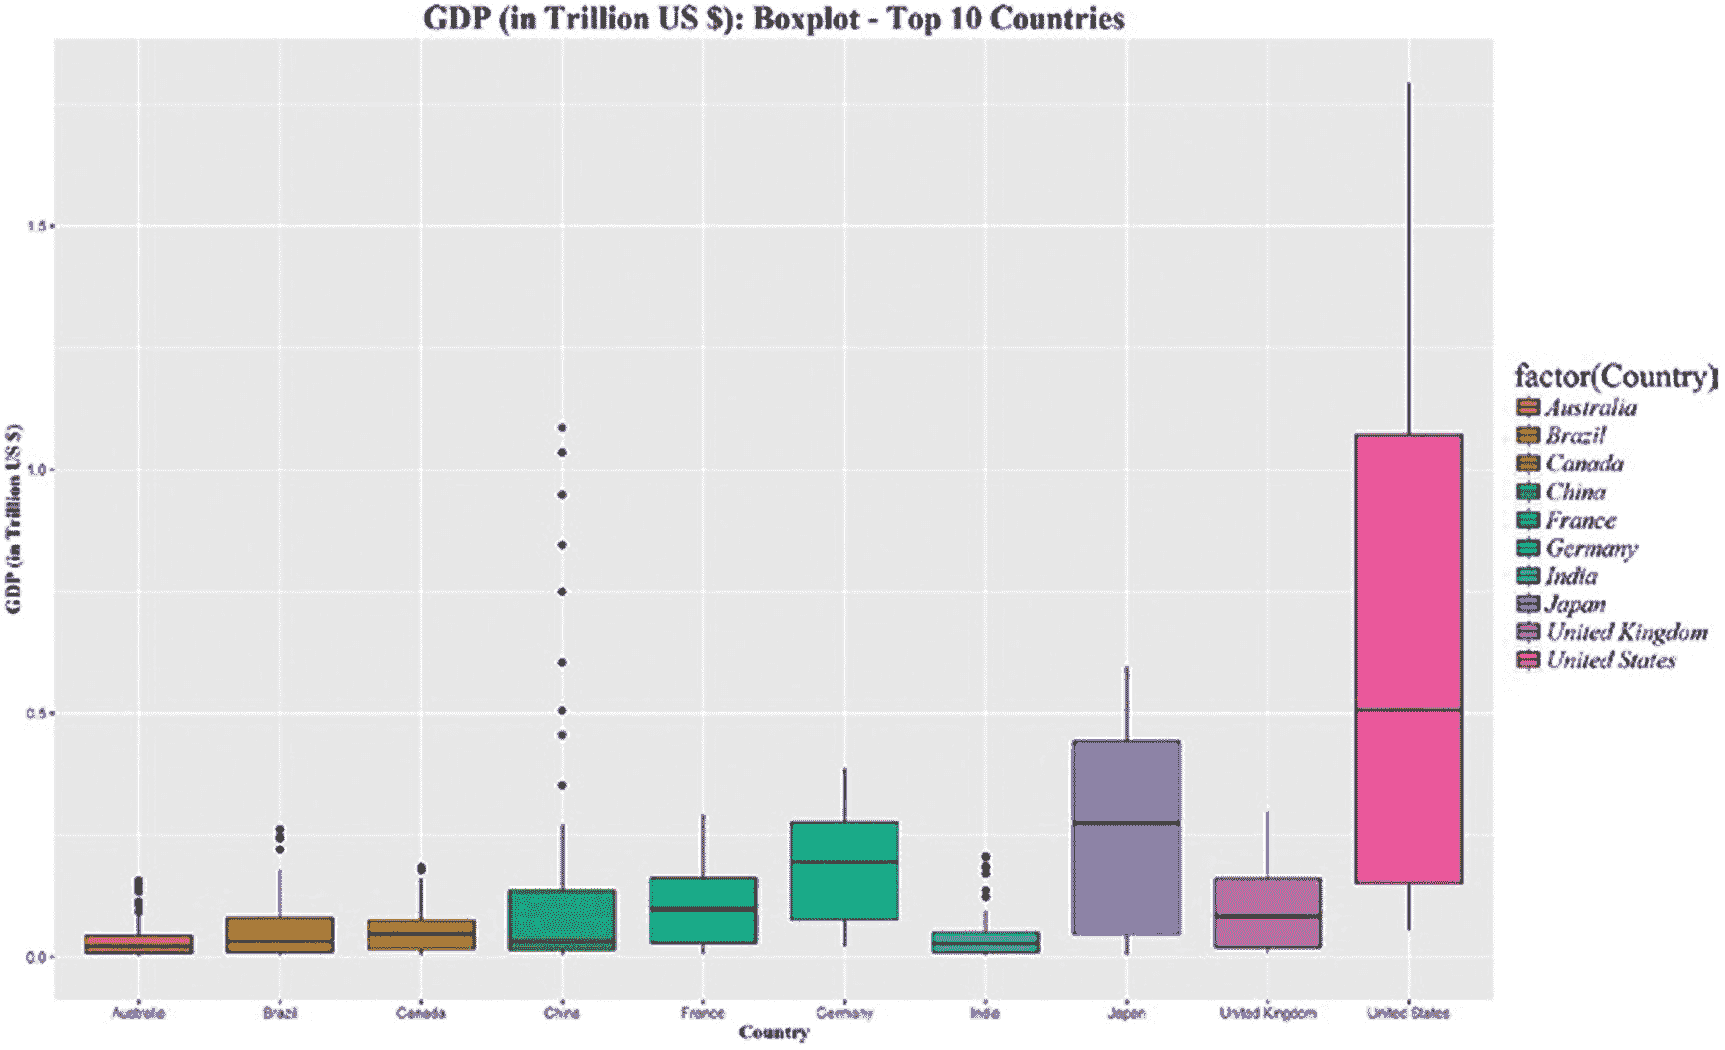 GDP (in Trillion US $): Boxplot - Top 10 Countries
1.5
1.0
0.5
0.0
GDP (in Trillion US $)
Australia Brazil Canada China France Germany India Japan United Kingdom United States
Country
factor(Country)
Australia
Brazil
Canada
China
France
Germany
India
Japan
United Kingdom
United States